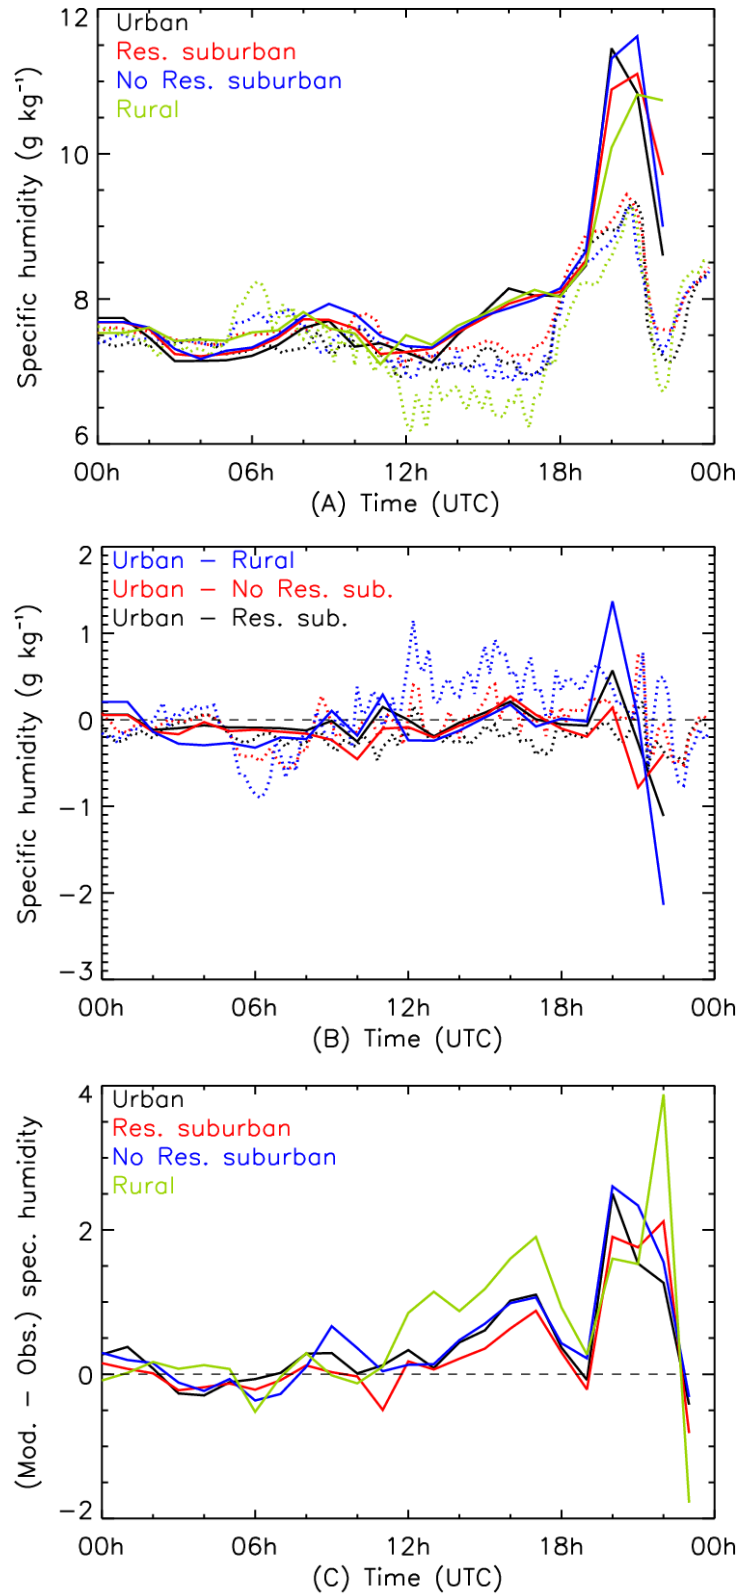 12
Urban
Res. suburban
No Res. suburban
Rural
10
8
6
Specific humidity (g kg⁻¹)
00h 06h 12h 18h 00h
(A) Time (UTC)
2
Urban – Rural
Urban – No Res. sub.
Urban – Res. sub.
1
0
−1
−2
−3
Specific humidity (g kg⁻¹)
00h 06h 12h 18h 00h
(B) Time (UTC)
4
Urban
Res. suburban
No Res. suburban
Rural
2
0
−2
(Mod. – Obs.) spec. humidity
00h 06h 12h 18h 00h
(C) Time (UTC)